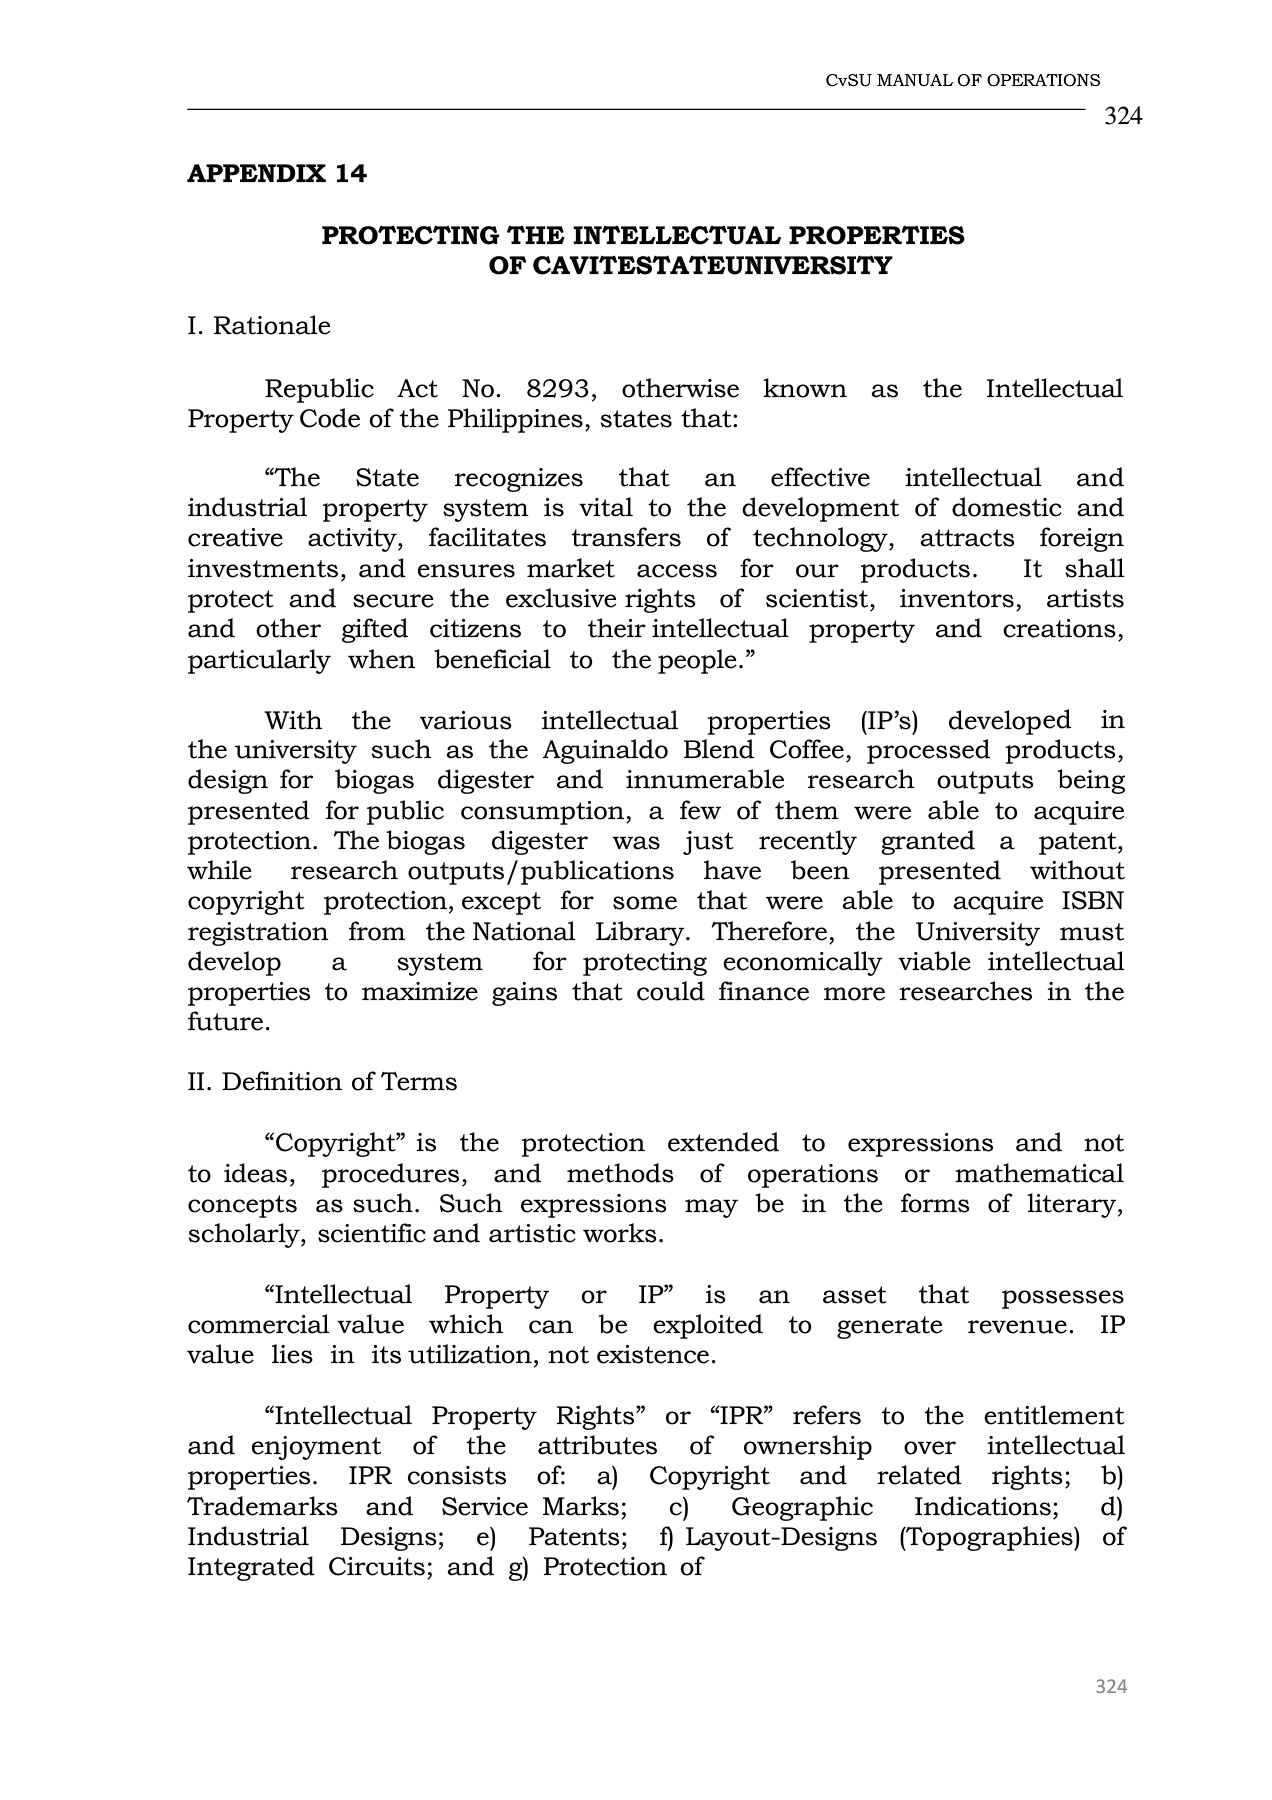 CvSU MANUAL OF OPERATIONS
324
APPENDIX 14
PROTECTING THE INTELLECTUAL PROPERTIES
OF CAVITESTATEUNIVERSITY
I. Rationale
Republic Act No. 8293, otherwise known as the Intellectual
Property Code of the Philippines, states that:
“The State recognizes that an effective intellectual and
industrial property system is vital to the development of domestic and
creative activity, facilitates transfers of technology, attracts foreign
investments, and ensures market access for our products. It shall
protect and secure the exclusive rights of scientist, inventors, artists
and other gifted citizens to their intellectual property and creations,
particularly when beneficial to the people.”
With the various intellectual properties (IP’s) developed in
the university such as the Aguinaldo Blend Coffee, processed products,
design for biogas digester and innumerable research outputs being
presented for public consumption, a few of them were able to acquire
protection. The biogas digester was just recently granted a patent,
while research outputs/publications have been presented without
copyright protection, except for some that were able to acquire ISBN
registration from the National Library. Therefore, the University must
develop a system for protecting economically viable intellectual
properties to maximize gains that could finance more researches in the
future.
II. Definition of Terms
“Copyright” is the protection extended to expressions and not
to ideas, procedures, and methods of operations or mathematical
concepts as such. Such expressions may be in the forms of literary,
scholarly, scientific and artistic works.
“Intellectual Property or IP” is an asset that possesses
commercial value which can be exploited to generate revenue. IP
value lies in its utilization, not existence.
“Intellectual Property Rights” or “IPR” refers to the entitlement
and enjoyment of the attributes of ownership over intellectual
properties. IPR consists of: a) Copyright and related rights; b)
Trademarks and Service Marks; c) Geographic Indications; d)
Industrial Designs; e) Patents; f) Layout-Designs (Topographies) of
Integrated Circuits; and g) Protection of
324